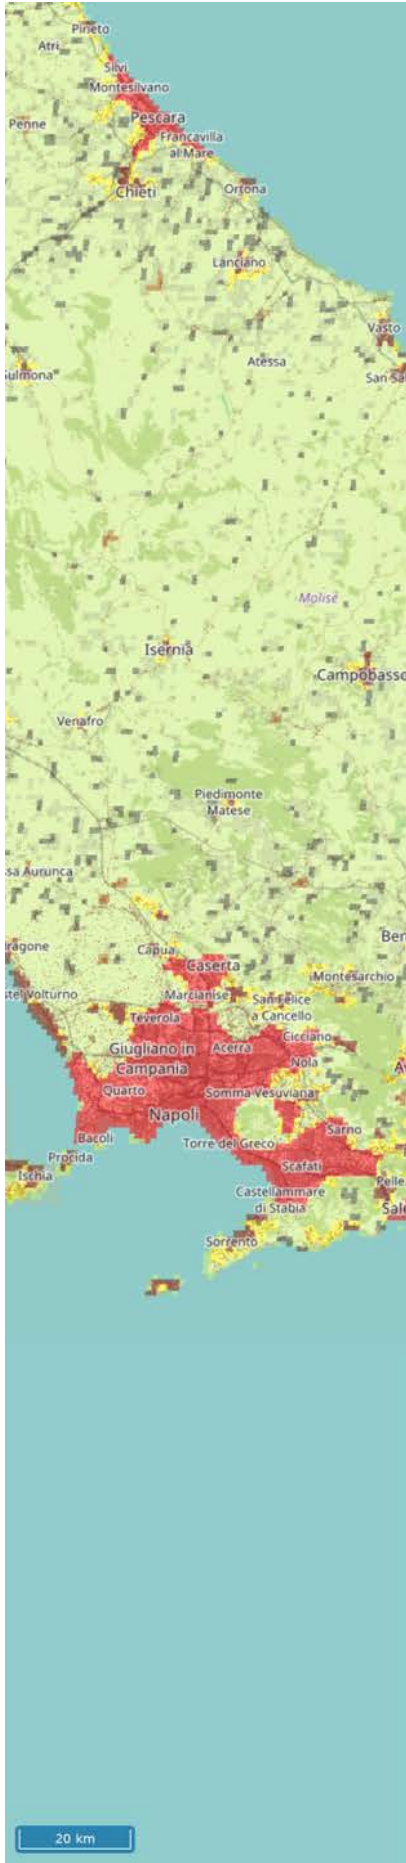 Pineto
Atri
Silvi
Montesilvano
Pescara
Penne
Francavilla
al Mare
Chieti
Ortona
Lanciano
Vasto
Atessa
Sulmona
San Sal
Molise
Isernia
Campobasso
Venafro
Piedimonte
Matese
sa Aurunca
Ben
dragone
Capua
Caserta
Montesarchio
stel Volturno
Marcianise
San Felice
a Cancello
Teverola
Cicciano
Giugliano in
Campania
Acerra
Nola
Av
Quarto
Somma Vesuviana
Napoli
Sarno
Bacoli
Torre del Greco
Procida
Scafati
Ischia
Pelle
Castellammare
di Stabia
Sale
Sorrento
20 km